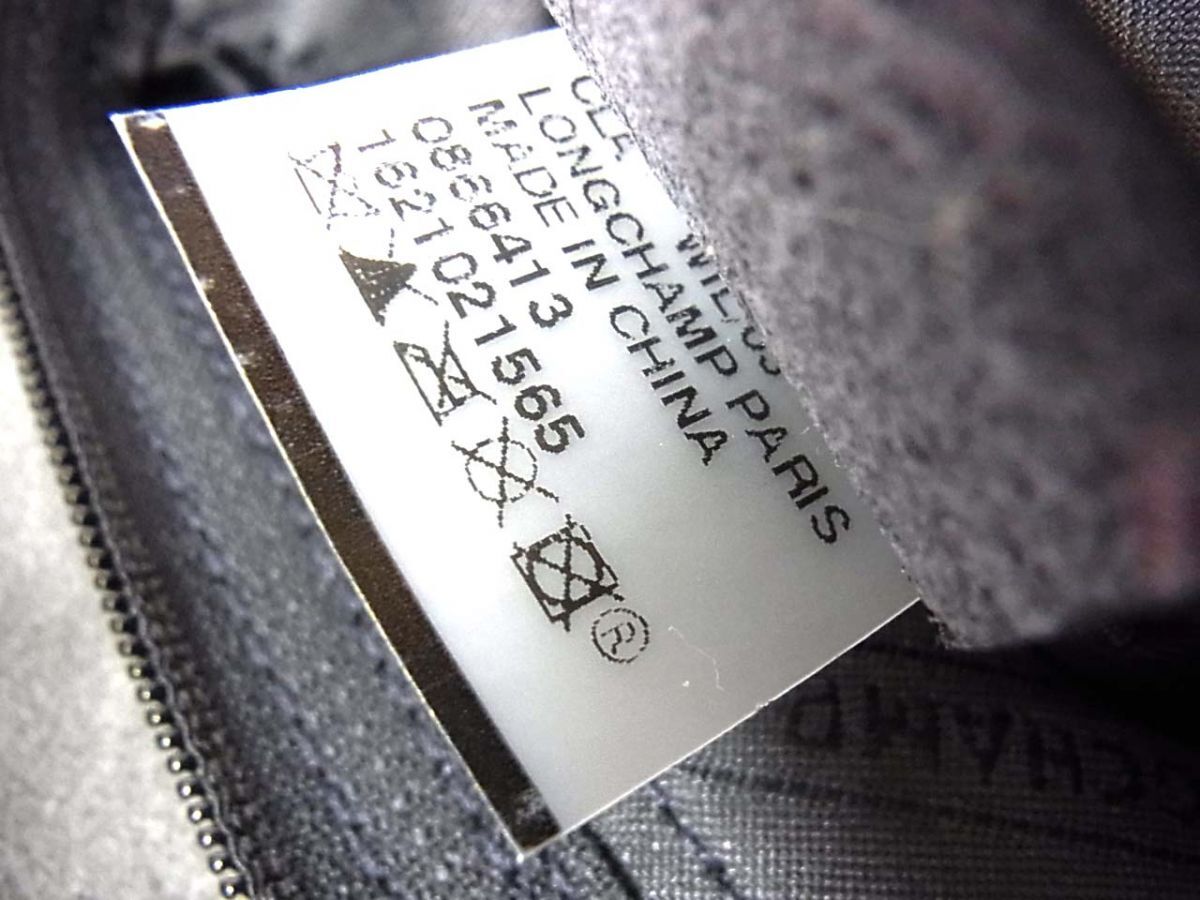 LONGCHAMP PARIS
MADE IN CHINA
0866413
1621021565
®